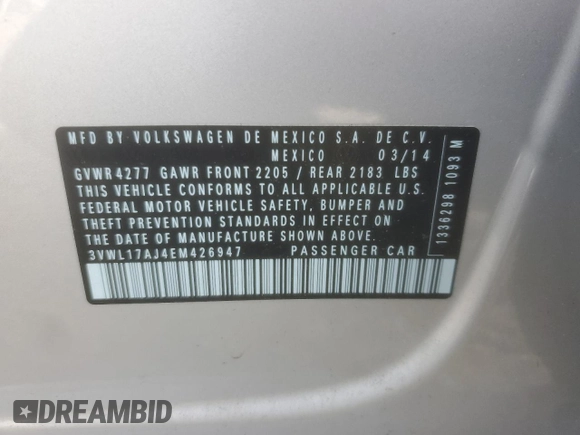 MFD BY VOLKSWAGEN DE MEXICO S.A. DE C.V.
MEXICO 03/14
GVWR4277 GAWR FRONT 2205 / REAR 2183 LBS
THIS VEHICLE CONFORMS TO ALL APPLICABLE U.S.
FEDERAL MOTOR VEHICLE SAFETY, BUMPER AND
THEFT PREVENTION STANDARDS IN EFFECT ON
THE DATE OF MANUFACTURE SHOWN ABOVE.
3VWL17AJ4EM426947 PASSENGER CAR
1336298 1093 M
DREAMBID